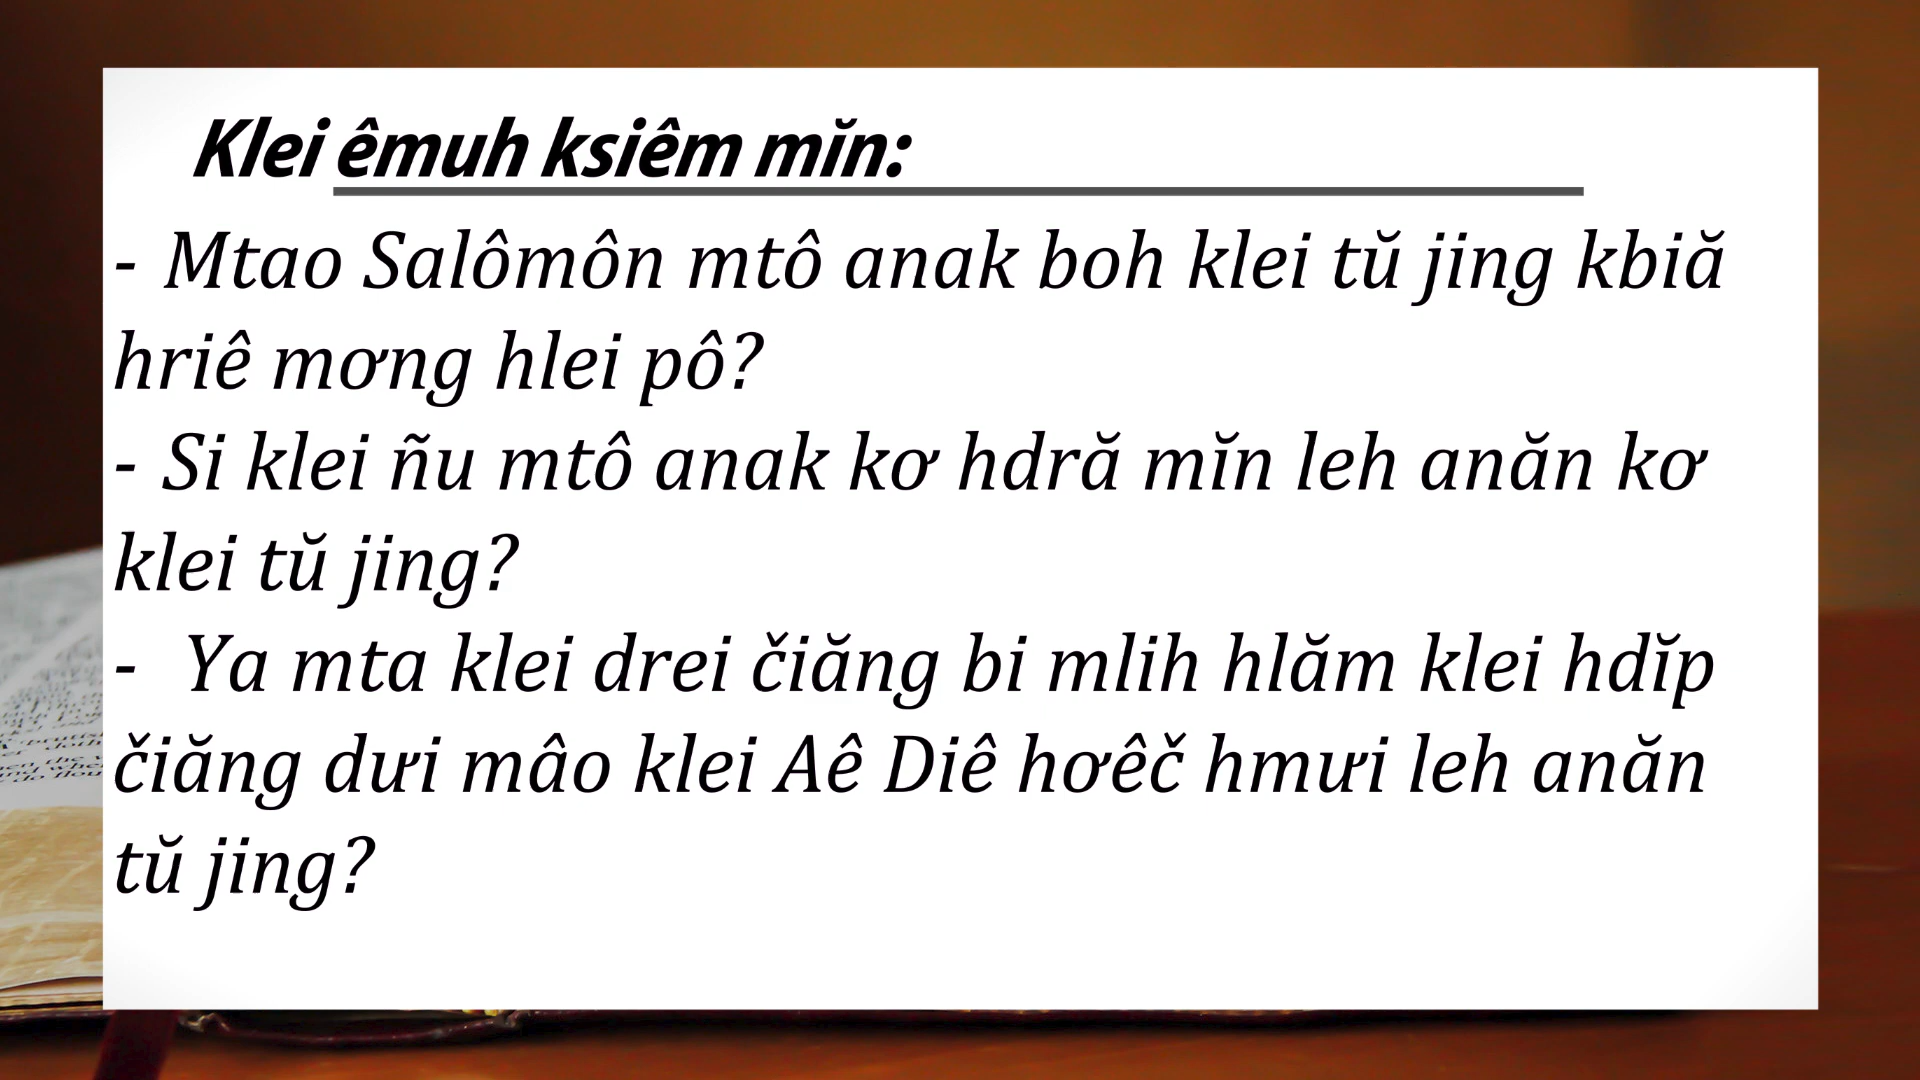 Klei êmuh ksiêm mĭn:
- Mtao Salômôn mtô anak boh klei tŭ jing kbiă
hriê mơng hlei pô?
- Si klei ñu mtô anak kơ hdră mĭn leh anăn kơ
klei tŭ jing?
- Ya mta klei drei čiăng bi mlih hlăm klei hdĭp
čiăng dưi mâo klei Aê Diê hơêč hmưi leh anăn
tŭ jing?